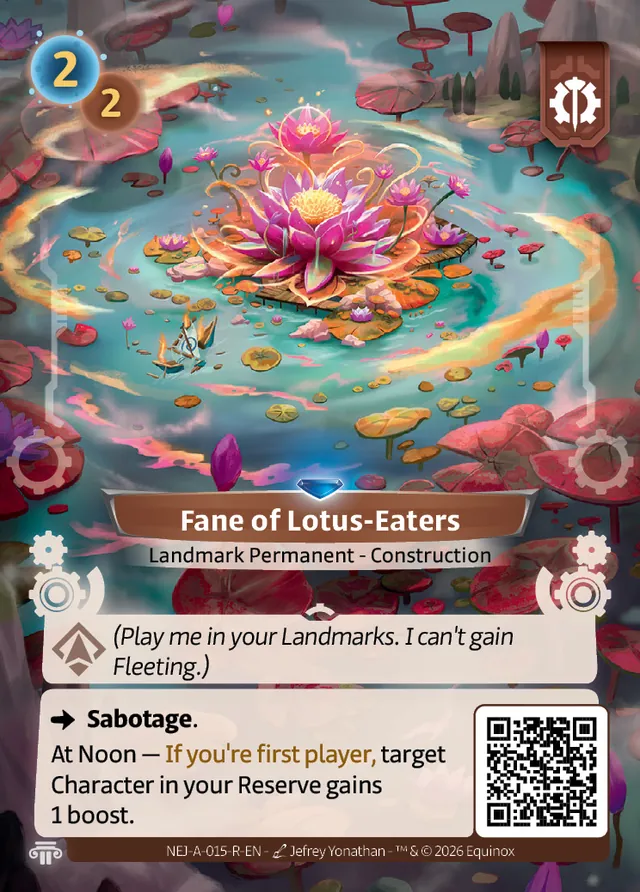 2
2
Fane of Lotus-Eaters
Landmark Permanent - Construction
(Play me in your Landmarks. I can't gain
Fleeting.)
Sabotage.
At Noon — If you're first player, target
Character in your Reserve gains
1 boost.
NEJ-A-015-R-EN - Jefrey Yonathan - ™ & © 2026 Equinox